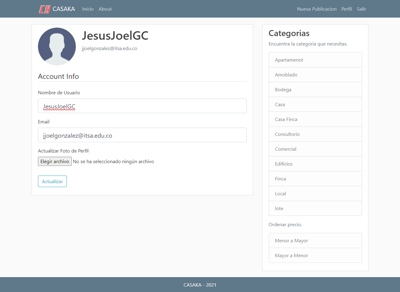 CASAKA Inicio About Nueva Publicacion Perfil Salir
JesusJoelGC
jjoelgonzalez@itsa.edu.co
Account Info
Nombre de Usuario
JesusJoelGC
Email
jjoelgonzalez@itsa.edu.co
Actualizar Foto de Perfil
Elegir archivo No se ha seleccionado ningún archivo
Actualizar
Categorias
Encuentra la categoria que necesitas.
Apartamenot
Amoblado
Bodega
Casa
Casa Finca
Consultorio
Comercial
Edificios
Finca
Local
lote
Ordenar precio.
Menor a Mayor
Mayor a Menor
CASAKA - 2021